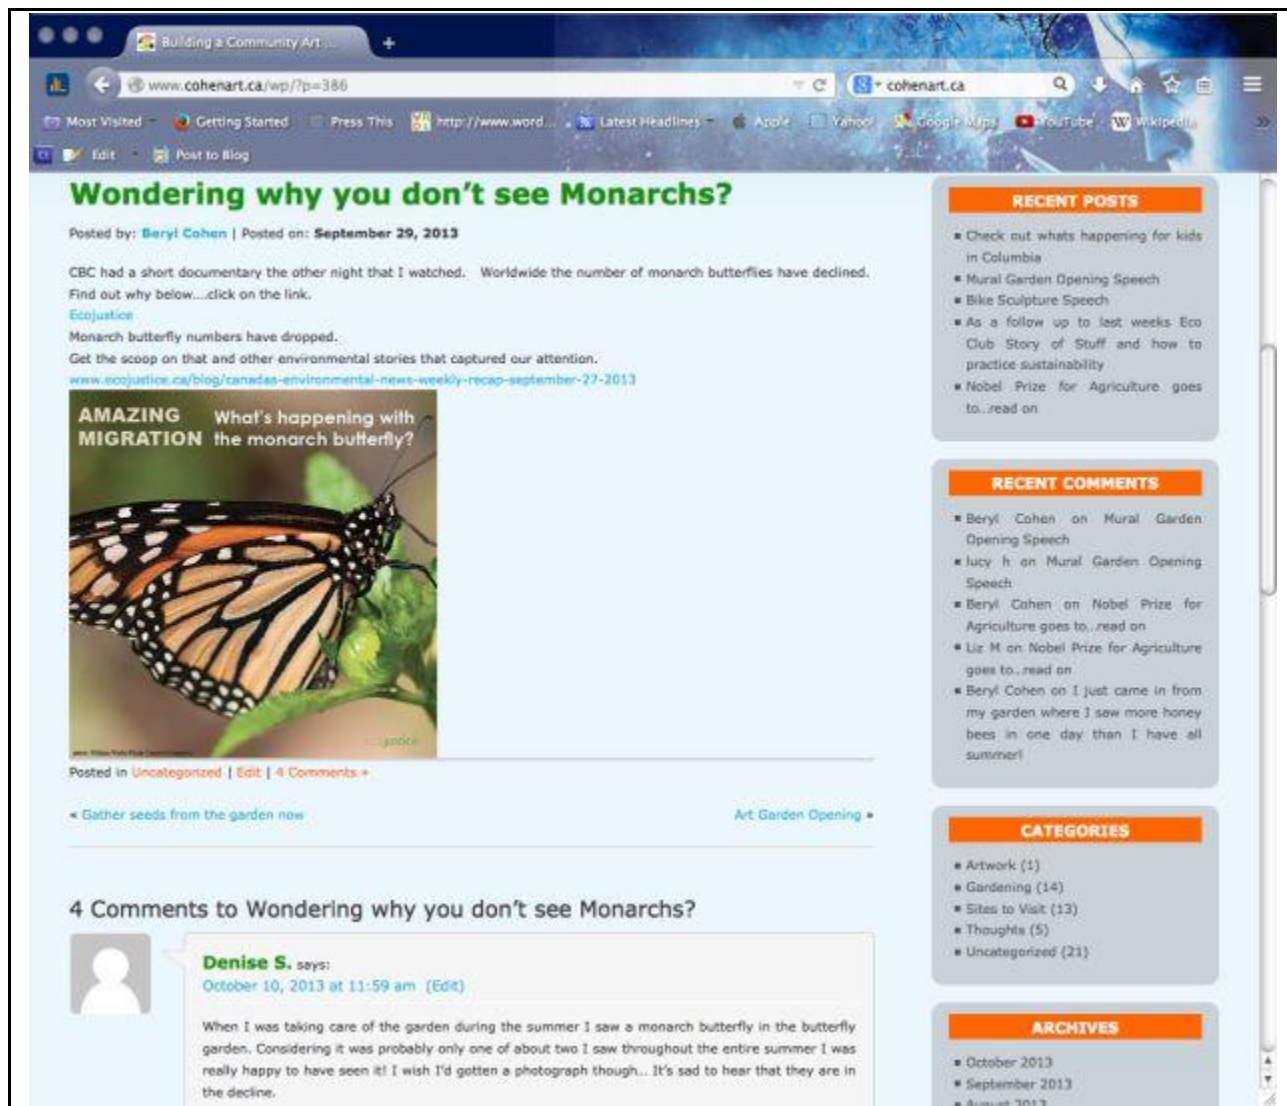 Building a Community Art ...
www.cohenart.ca/wp/?p=386
cohenart.ca
Most Visited
Getting Started
Press This
http://www.word...
Latest Headlines
Apple
Yahoo!
Google Maps
YouTube
Wikipedia
Edit
Post to Blog
Wondering why you don't see Monarchs?
Posted by: Beryl Cohen | Posted on: September 29, 2013
CBC had a short documentary the other night that I watched. Worldwide the number of monarch butterflies have declined.
Find out why below....click on the link.
Ecojustice
Monarch butterfly numbers have dropped.
Get the scoop on that and other environmental stories that captured our attention.
www.ecojustice.ca/blog/canadas-environmental-news-weekly-recap-september-27-2013
AMAZING
MIGRATION
What's happening with
the monarch butterfly?
ecojustice
Posted in Uncategorized | Edit | 4 Comments »
« Gather seeds from the garden now
Art Garden Opening »
4 Comments to Wondering why you don't see Monarchs?
Denise S. says:
October 10, 2013 at 11:59 am (Edit)
When I was taking care of the garden during the summer I saw a monarch butterfly in the butterfly
garden. Considering it was probably only one of about two I saw throughout the entire summer I was
really happy to have seen it! I wish I'd gotten a photograph though.. It's sad to hear that they are in
the decline.
RECENT POSTS
Check out whats happening for kids
in Columbia
Mural Garden Opening Speech
Bike Sculpture Speech
As a follow up to last weeks Eco
Club Story of Stuff and how to
practice sustainability
Nobel Prize for Agriculture goes
to..read on
RECENT COMMENTS
Beryl Cohen on Mural Garden
Opening Speech
lucy h on Mural Garden Opening
Speech
Beryl Cohen on Nobel Prize for
Agriculture goes to..read on
Liz M on Nobel Prize for Agriculture
goes to..read on
Beryl Cohen on I just came in from
my garden where I saw more honey
bees in one day than I have all
summer!
CATEGORIES
Artwork (1)
Gardening (14)
Sites to Visit (13)
Thoughts (5)
Uncategorized (21)
ARCHIVES
October 2013
September 2013
August 2013